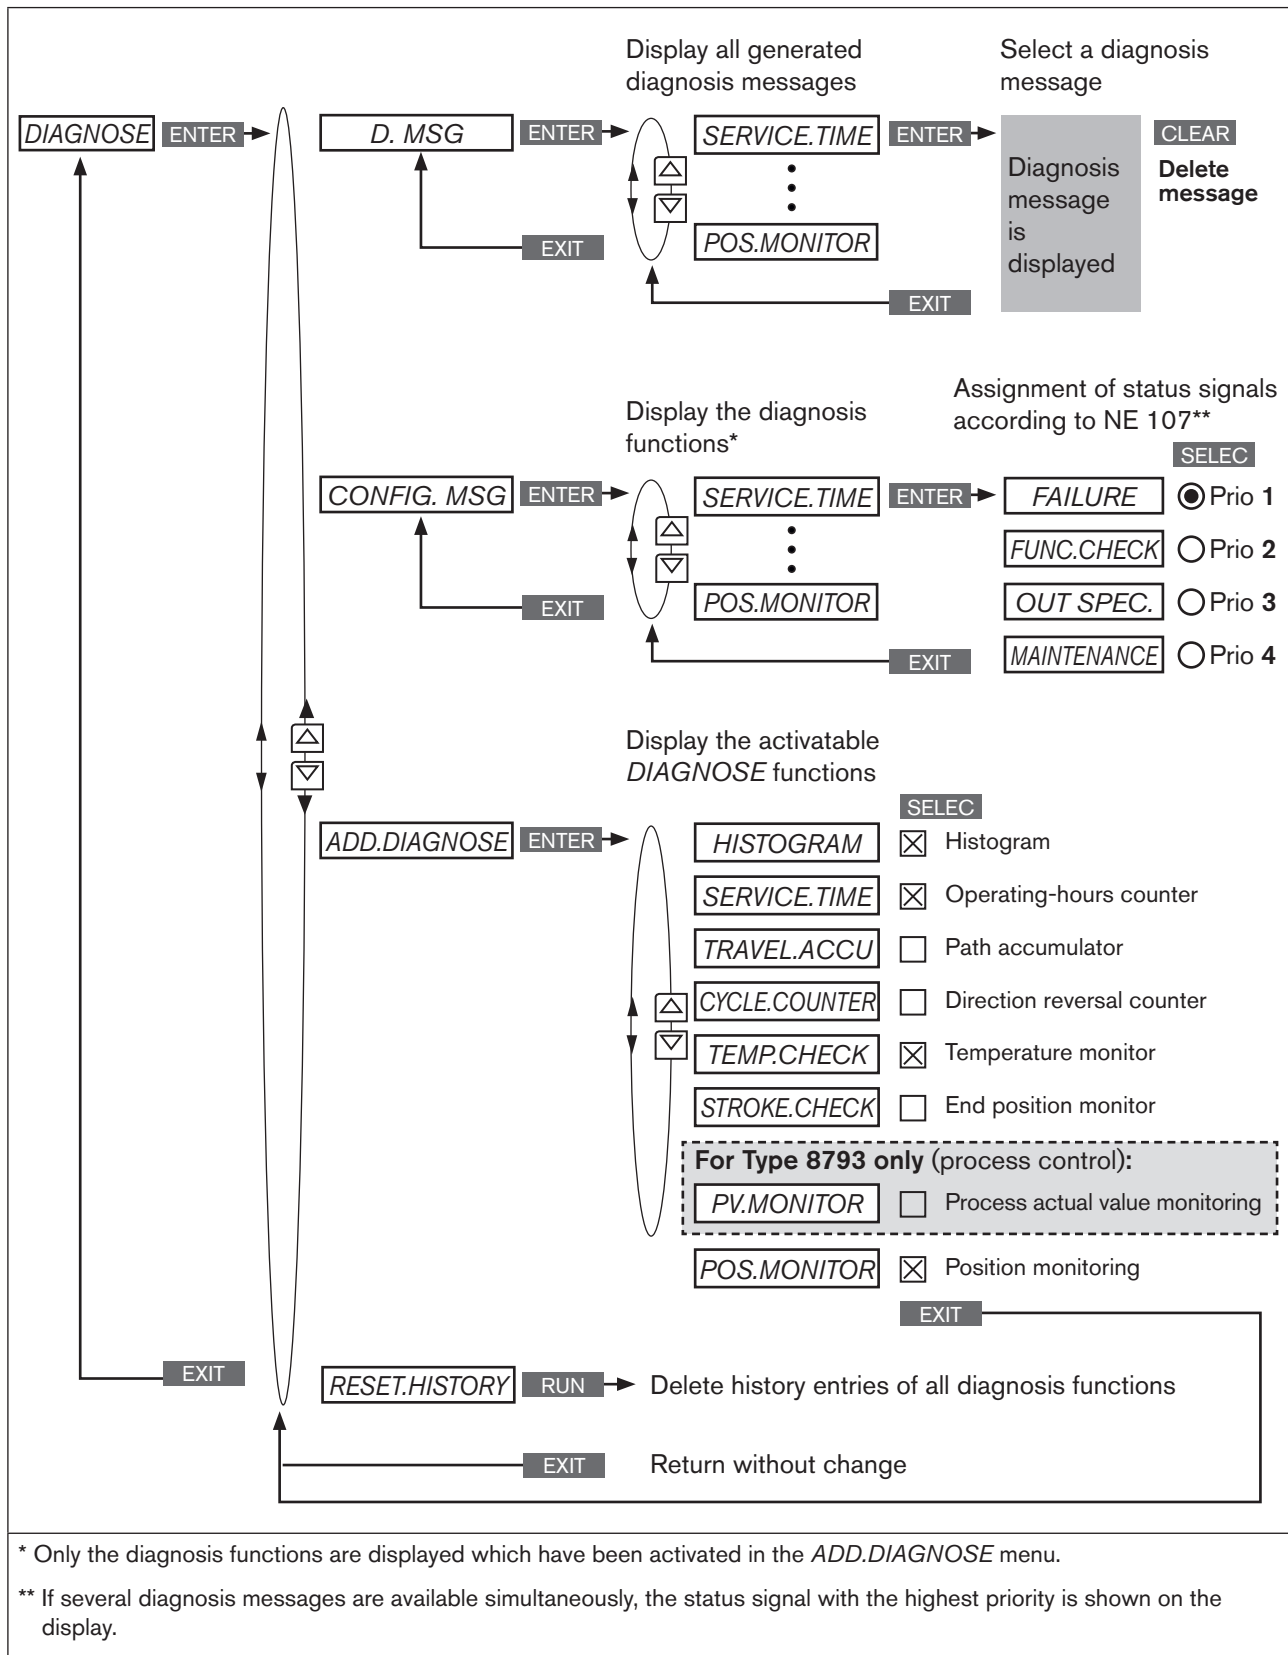 Display all generated
diagnosis messages
Select a diagnosis
message
DIAGNOSE ENTER D. MSG ENTER SERVICE.TIME ENTER CLEAR
Diagnosis
message
is
displayed
Delete
message
EXIT POS.MONITOR
EXIT
Display the diagnosis
functions*
Assignment of status signals
according to NE 107**
SELEC
CONFIG. MSG ENTER SERVICE.TIME ENTER FAILURE Prio 1
FUNC.CHECK Prio 2
EXIT POS.MONITOR OUT SPEC. Prio 3
EXIT MAINTENANCE Prio 4
Display the activatable
DIAGNOSE functions
SELEC
ADD.DIAGNOSE ENTER HISTOGRAM Histogram
SERVICE.TIME Operating-hours counter
TRAVEL.ACCU Path accumulator
CYCLE.COUNTER Direction reversal counter
TEMP.CHECK Temperature monitor
STROKE.CHECK End position monitor
For Type 8793 only (process control):
PV.MONITOR Process actual value monitoring
POS.MONITOR Position monitoring
EXIT
EXIT RESET.HISTORY RUN Delete history entries of all diagnosis functions
EXIT Return without change
* Only the diagnosis functions are displayed which have been activated in the ADD.DIAGNOSE menu.
** If several diagnosis messages are available simultaneously, the status signal with the highest priority is shown on the
display.